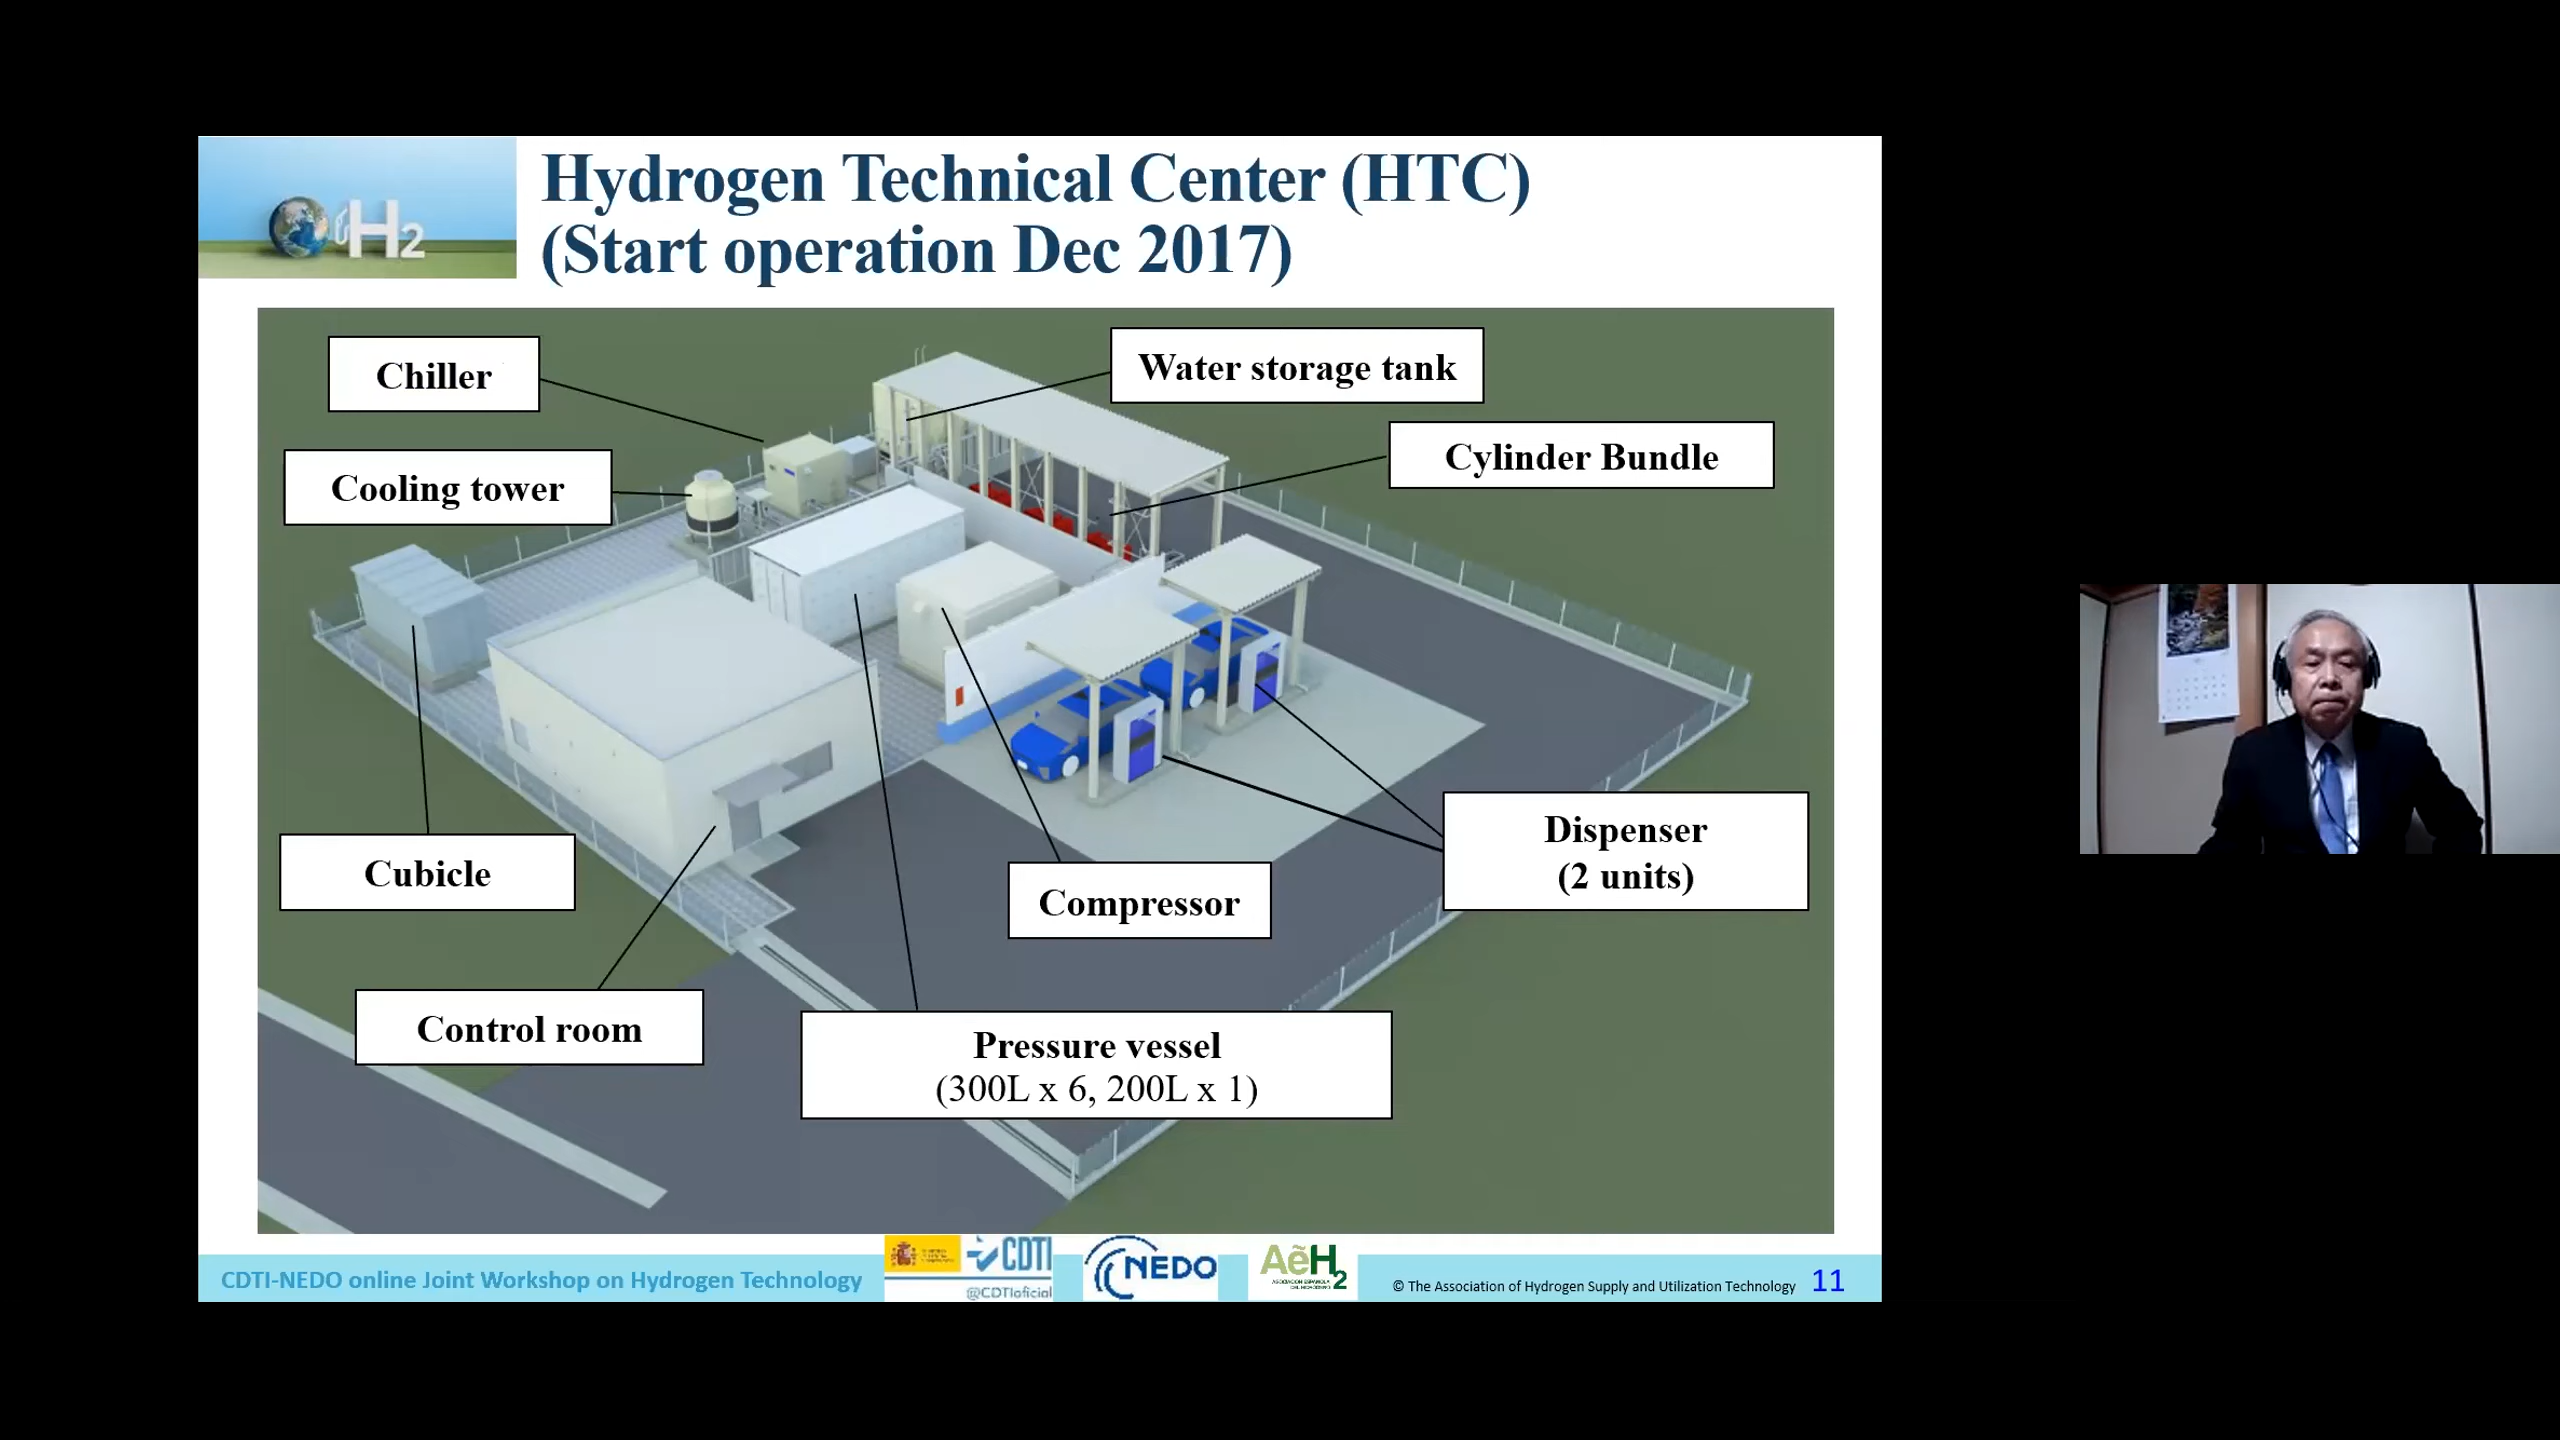 H2
Hydrogen Technical Center (HTC)
(Start operation Dec 2017)
Chiller
Water storage tank
Cooling tower
Cylinder Bundle
Cubicle
Compressor
Dispenser
(2 units)
Control room
Pressure vessel
(300L x 6, 200L x 1)
CDTI-NEDO online Joint Workshop on Hydrogen Technology
CDTI
@CDTIoficial
NEDO
AeH2
© The Association of Hydrogen Supply and Utilization Technology
11